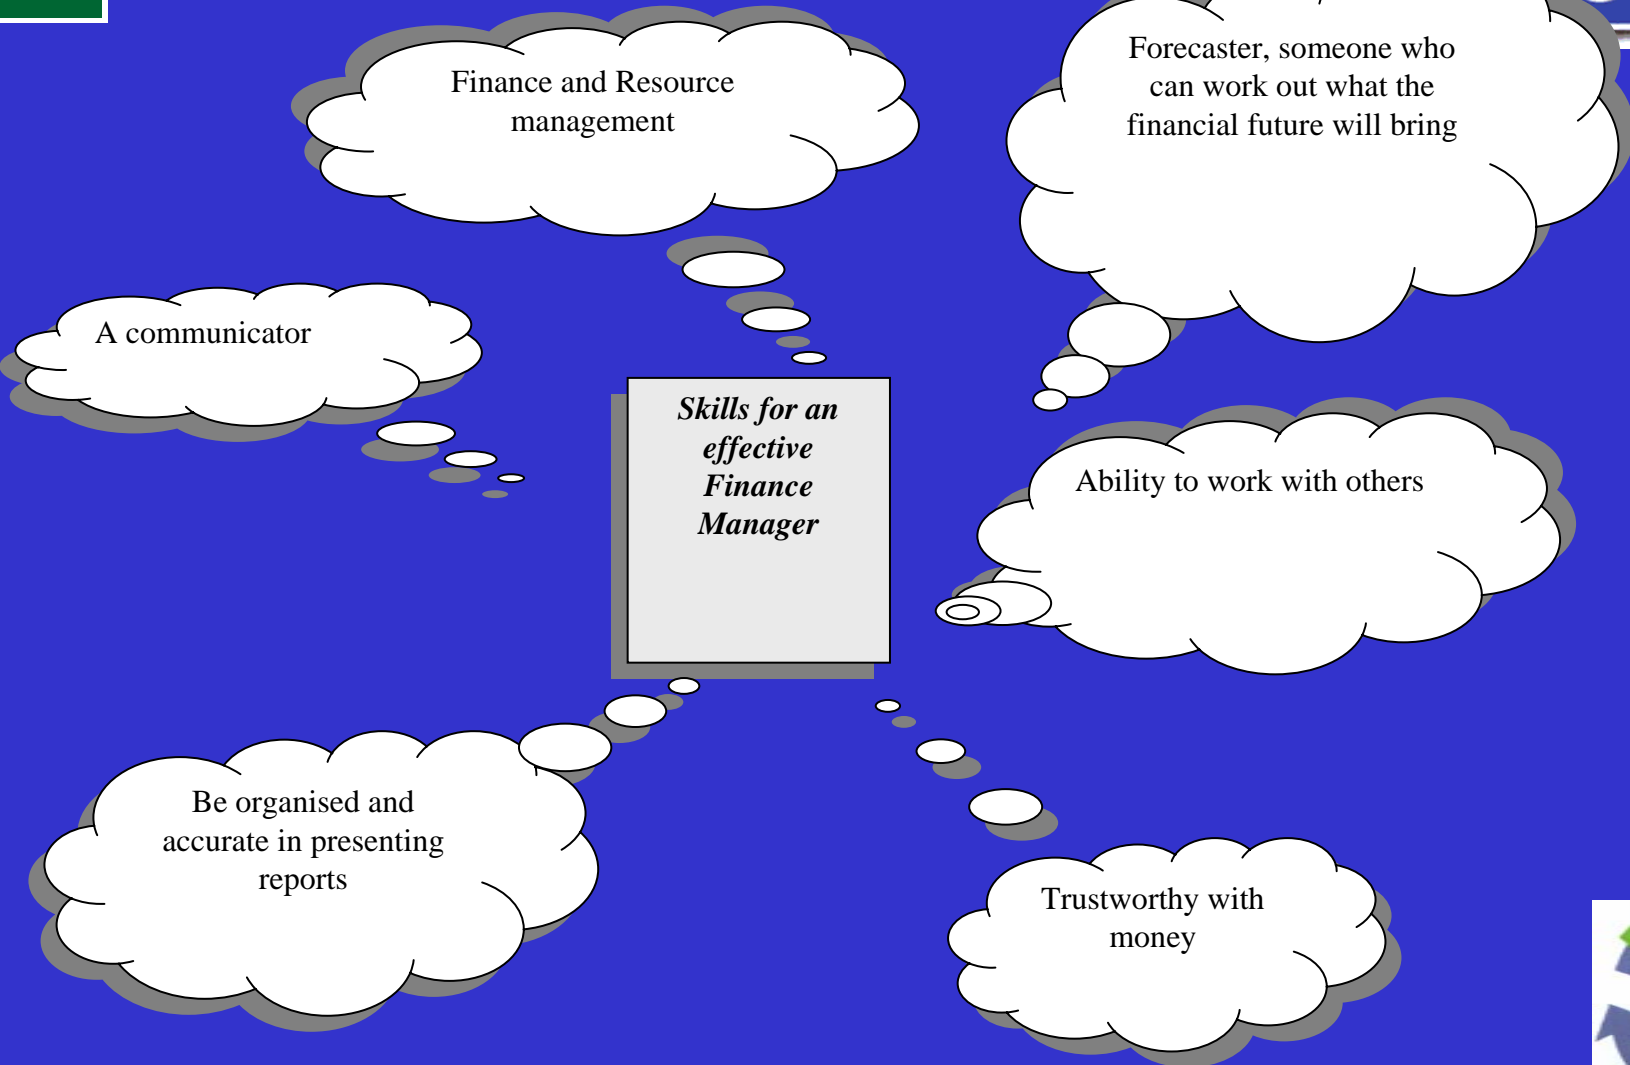 Finance and Resource
management
Forecaster, someone who
can work out what the
financial future will bring
A communicator
Skills for an
effective
Finance
Manager
Ability to work with others
Be organised and
accurate in presenting
reports
Trustworthy with
money